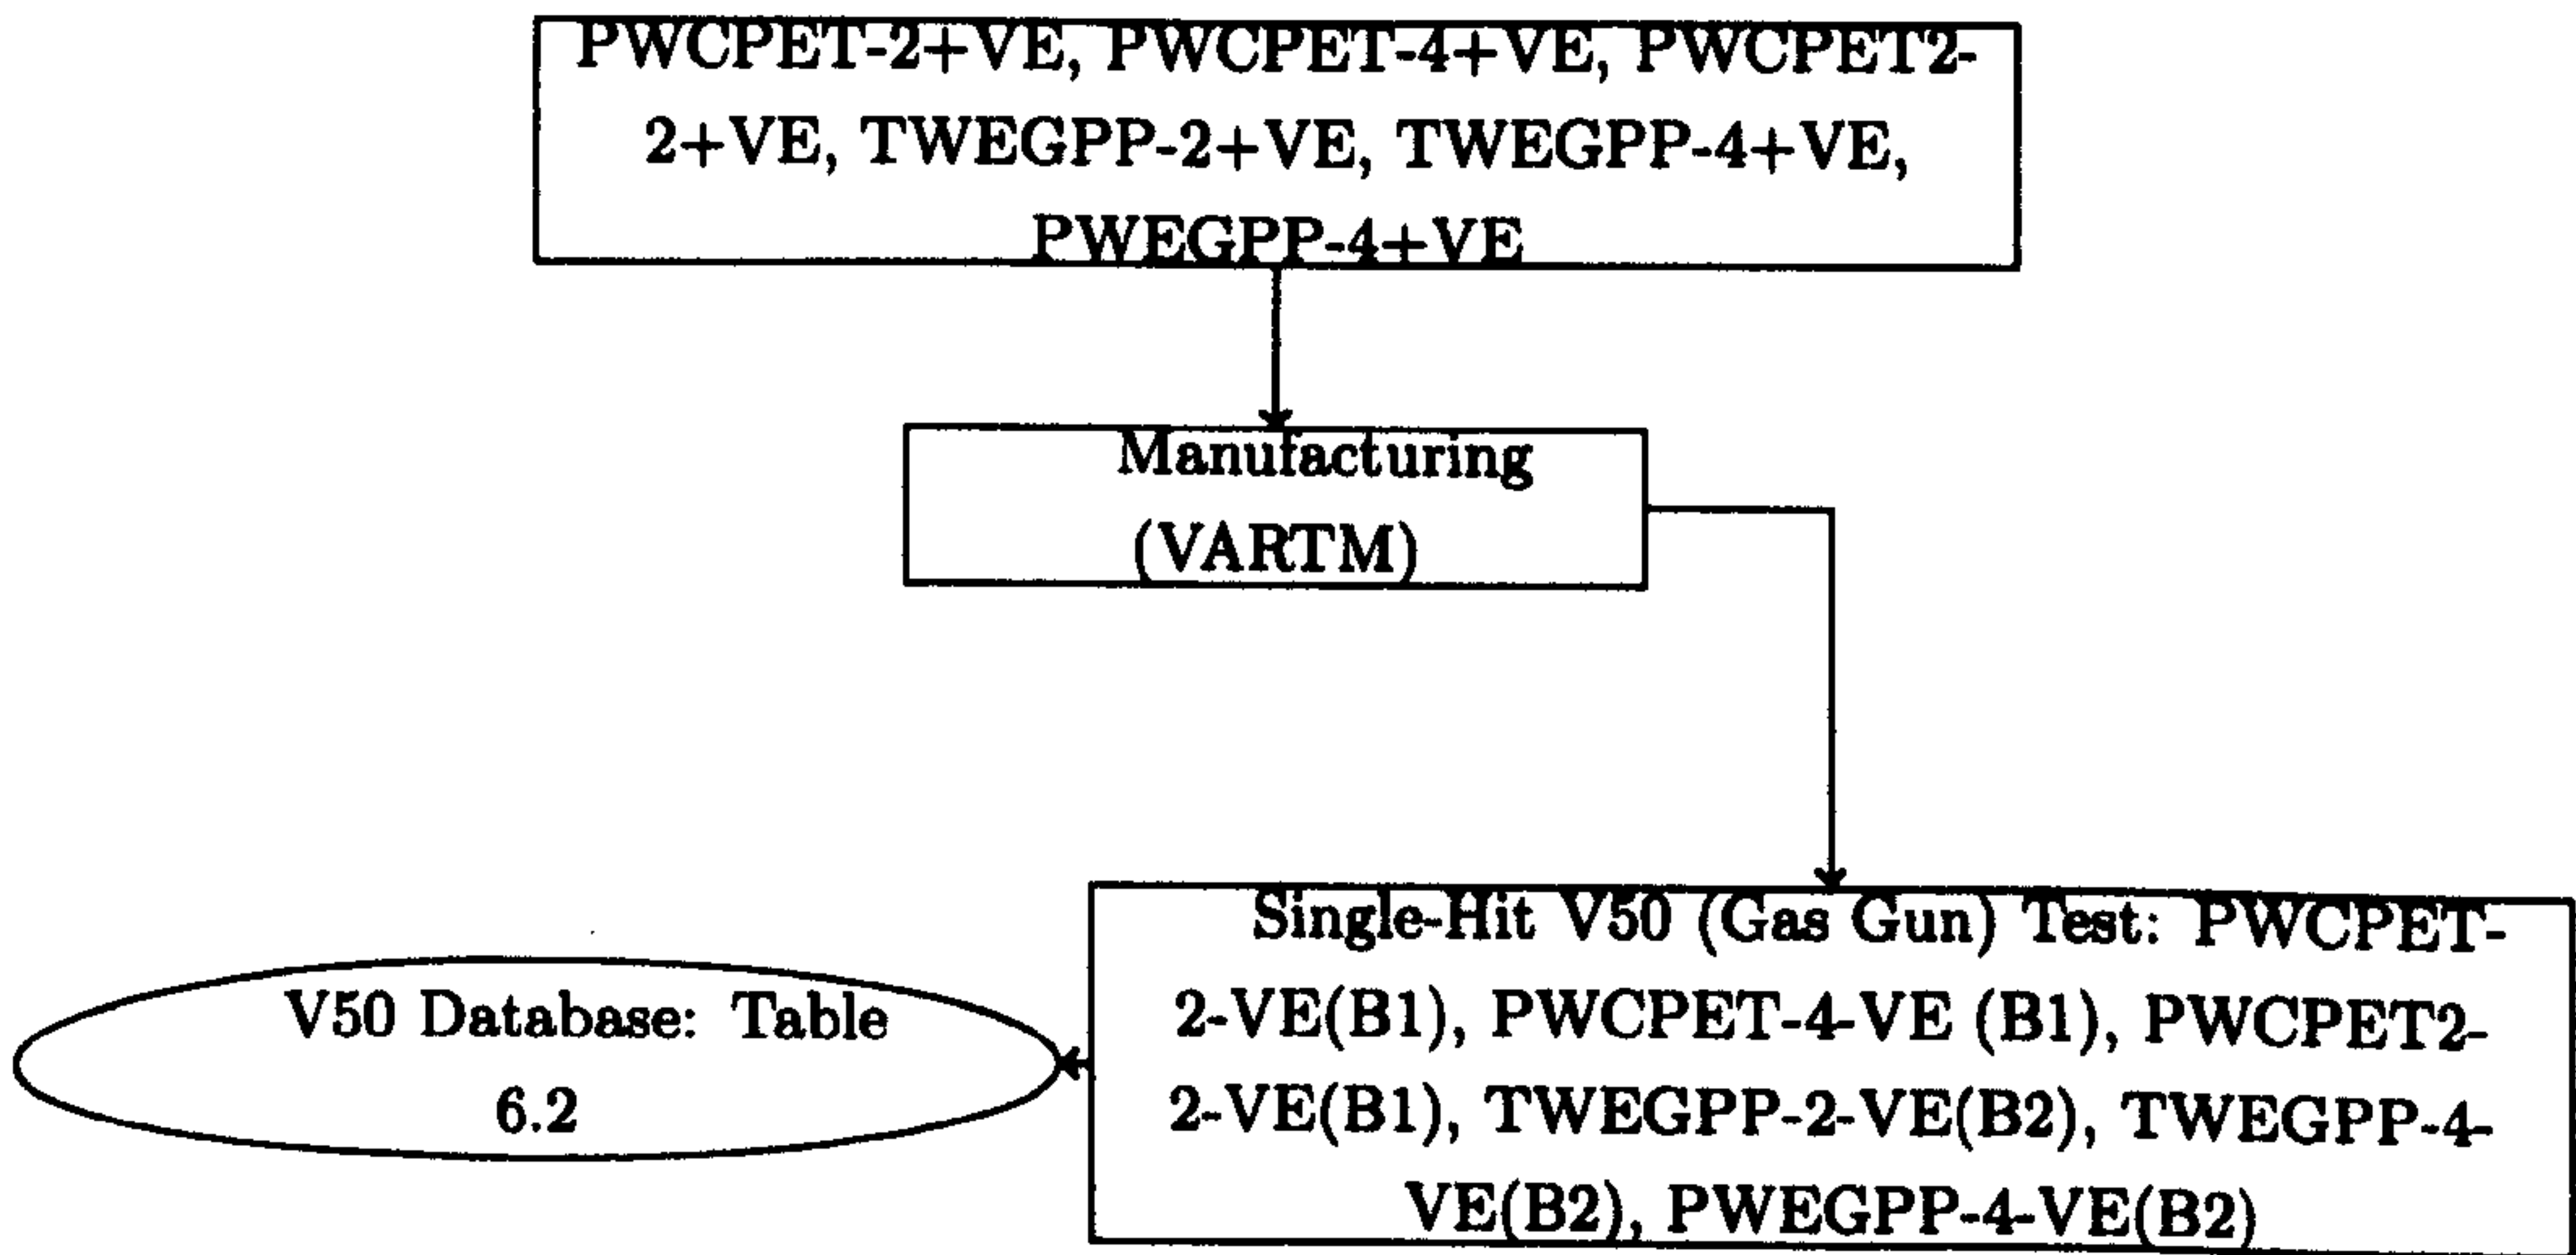 PWCPET-2+VE, PWCPET-4+VE, PWCPET2-
2+VE, TWEGPP-2+VE, TWEGPP-4+VE,
PWEGPP-4+VE
Manufacturing
(VARTM)
Single-Hit V50 (Gas Gun) Test: PWCPET-
2-VE(B1), PWCPET-4-VE (B1), PWCPET2-
2-VE(B1), TWEGPP-2-VE(B2), TWEGPP-4-
VE(B2), PWEGPP-4-VE(B2)
V50 Database: Table
6.2